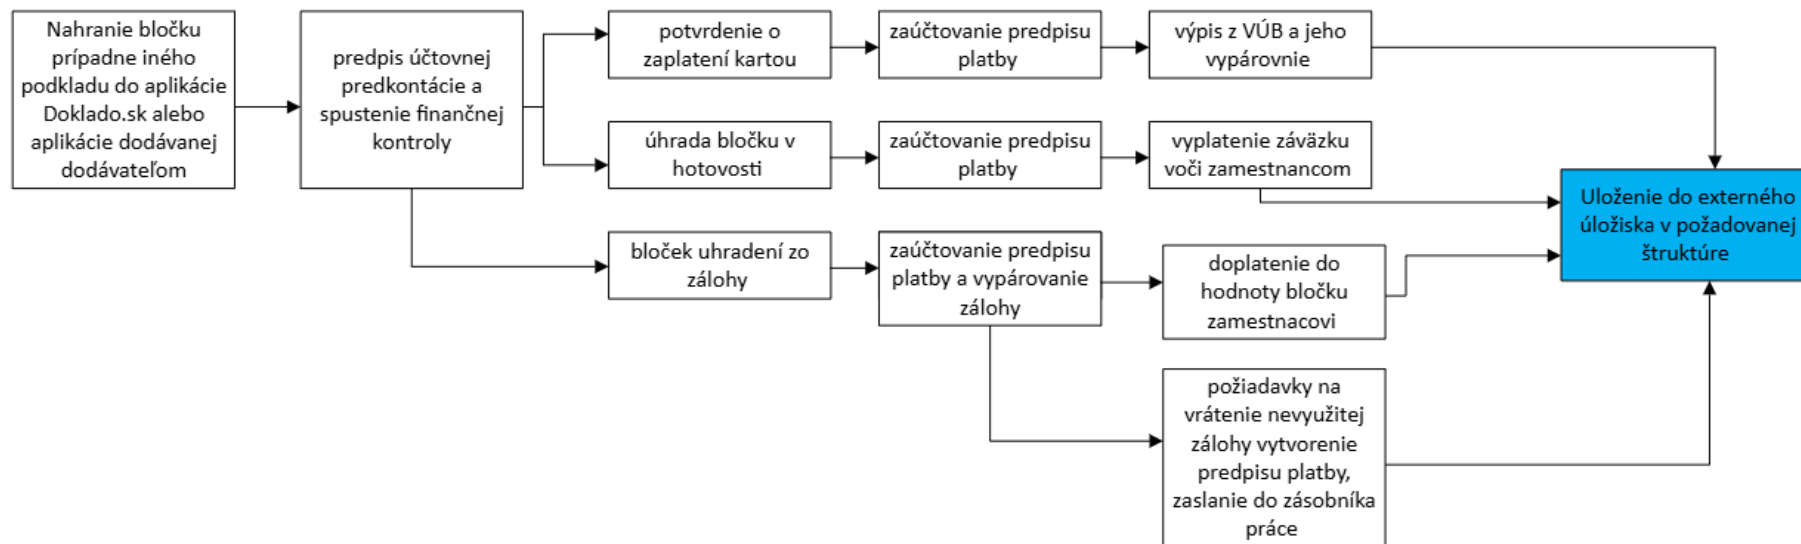 Nahranie bločku
prípadne iného
podkladu do aplikácie
Doklado.sk alebo
aplikácie dodávanej
dodávateľom
predpis účtovnej
predkontácie a
spustenie finančnej
kontroly
potvrdenie o
zaplatení kartou
zaúčtovanie predpisu
platby
výpis z VÚB a jeho
vypárovnie
úhrada bločku v
hotovosti
zaúčtovanie predpisu
platby
vyplatenie záväzku
voči zamestnancom
bloček uhradení zo
zálohy
zaúčtovanie predpisu
platby a vypárovanie
zálohy
doplatenie do
hodnoty bločku
zamestnacovi
požiadavky na
vrátenie nevyužitej
zálohy vytvorenie
predpisu platby,
zaslanie do zásobníka
práce
Uloženie do externého
úložiska v požadovanej
štruktúre